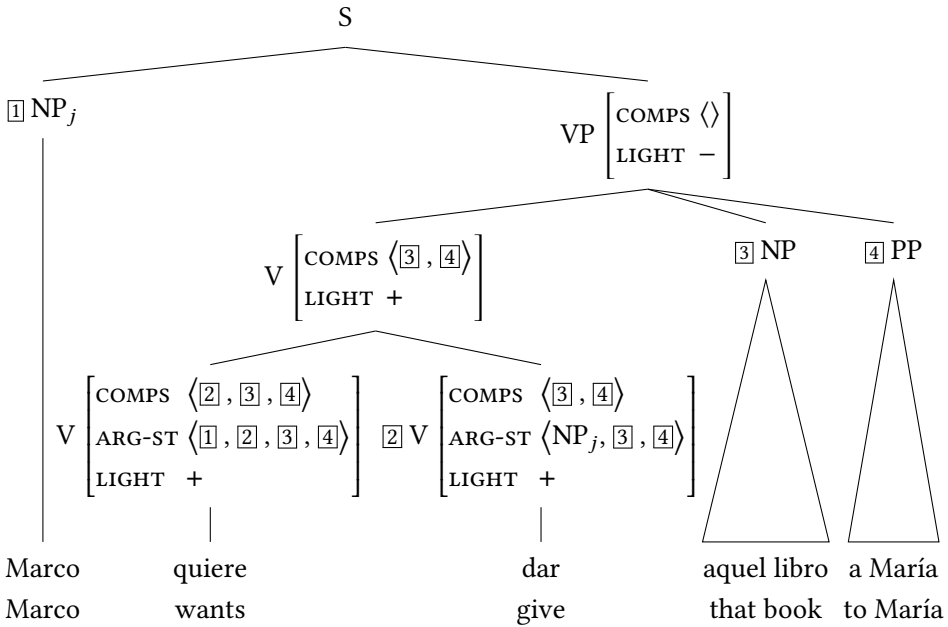 S
1 NPj
VP [COMPS ⟨⟩
LIGHT −]
V [COMPS ⟨3 , 4⟩
LIGHT +]
3 NP
4 PP
V [COMPS ⟨2 , 3 , 4⟩
ARG-ST ⟨1 , 2 , 3 , 4⟩
LIGHT +]
2 V [COMPS ⟨3 , 4⟩
ARG-ST ⟨NPj, 3 , 4⟩
LIGHT +]
Marco quiere dar aquel libro a María
Marco wants give that book to María